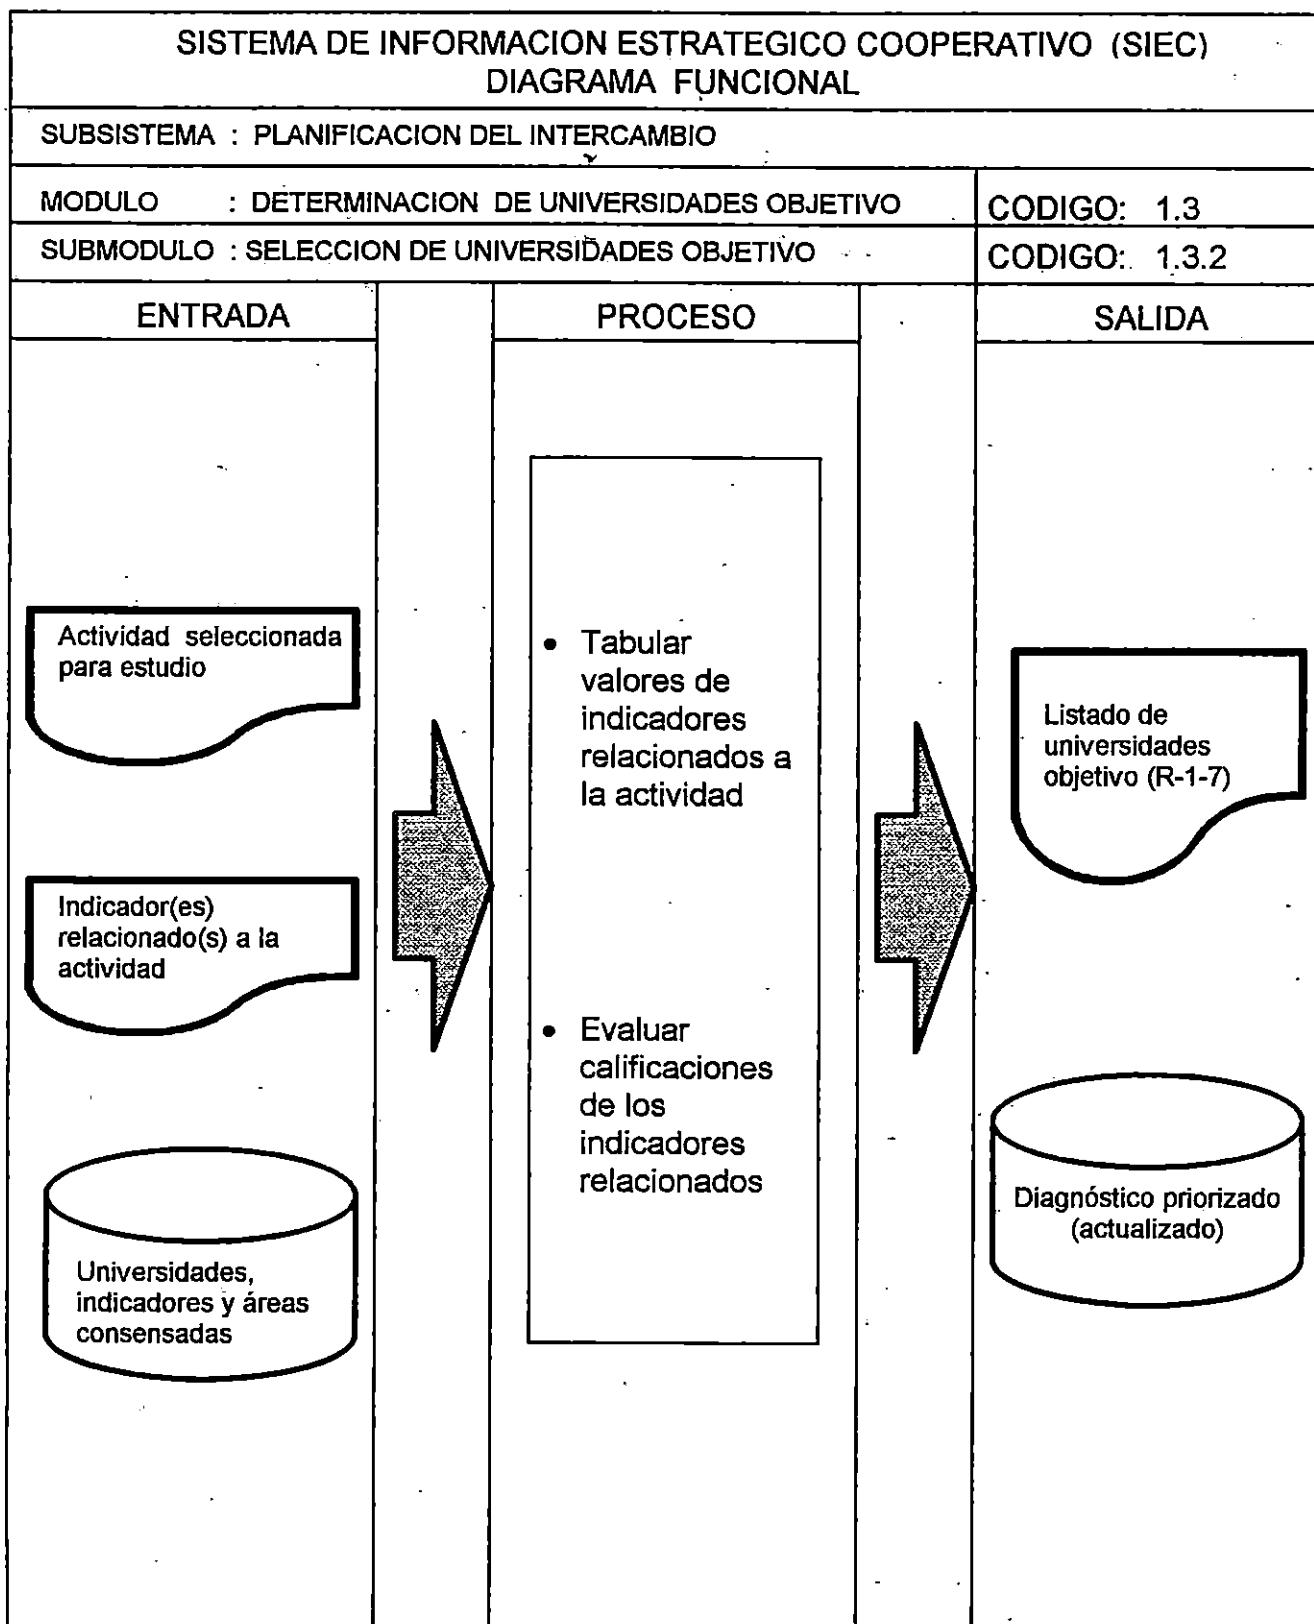 SISTEMA DE INFORMACION ESTRATEGICO COOPERATIVO (SIEC)
DIAGRAMA FUNCIONAL
SUBSISTEMA : PLANIFICACION DEL INTERCAMBIO
MODULO : DETERMINACION DE UNIVERSIDADES OBJETIVO
CODIGO: 1.3
SUBMODULO : SELECCION DE UNIVERSIDADES OBJETIVO
CODIGO: 1.3.2
ENTRADA
PROCESO
SALIDA
Actividad seleccionada
para estudio
Indicador(es)
relacionado(s) a la
actividad
Universidades,
indicadores y áreas
consensadas
• Tabular
valores de
indicadores
relacionados a
la actividad
• Evaluar
calificaciones
de los
indicadores
relacionados
Listado de
universidades
objetivo (R-1-7)
Diagnóstico priorizado
(actualizado)